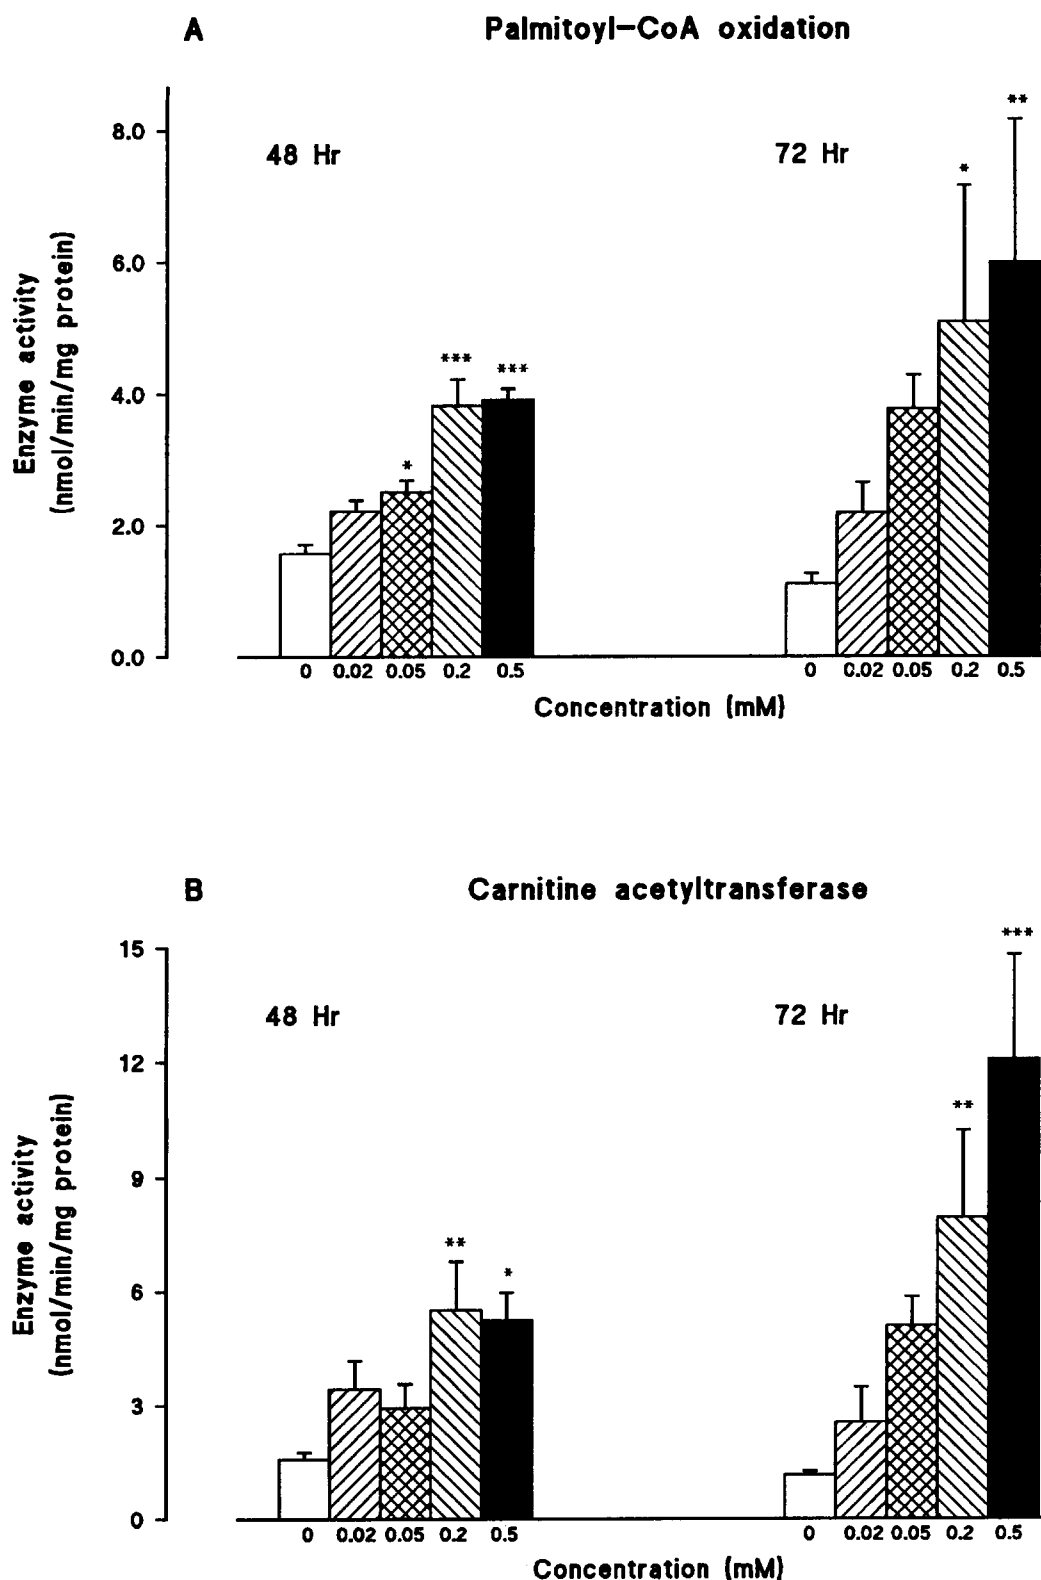 A Palmitoyl-CoA oxidation
48 Hr
72 Hr
Enzyme activity
(nmol/min/mg protein)
8.0
6.0
4.0
2.0
0.0
*
***
***
*
**
0 0.02 0.05 0.2 0.5
0 0.02 0.05 0.2 0.5
Concentration (mM)
B Carnitine acetyltransferase
48 Hr
72 Hr
Enzyme activity
(nmol/min/mg protein)
15
12
9
6
3
0
**
*
**
***
0 0.02 0.05 0.2 0.5
0 0.02 0.05 0.2 0.5
Concentration (mM)